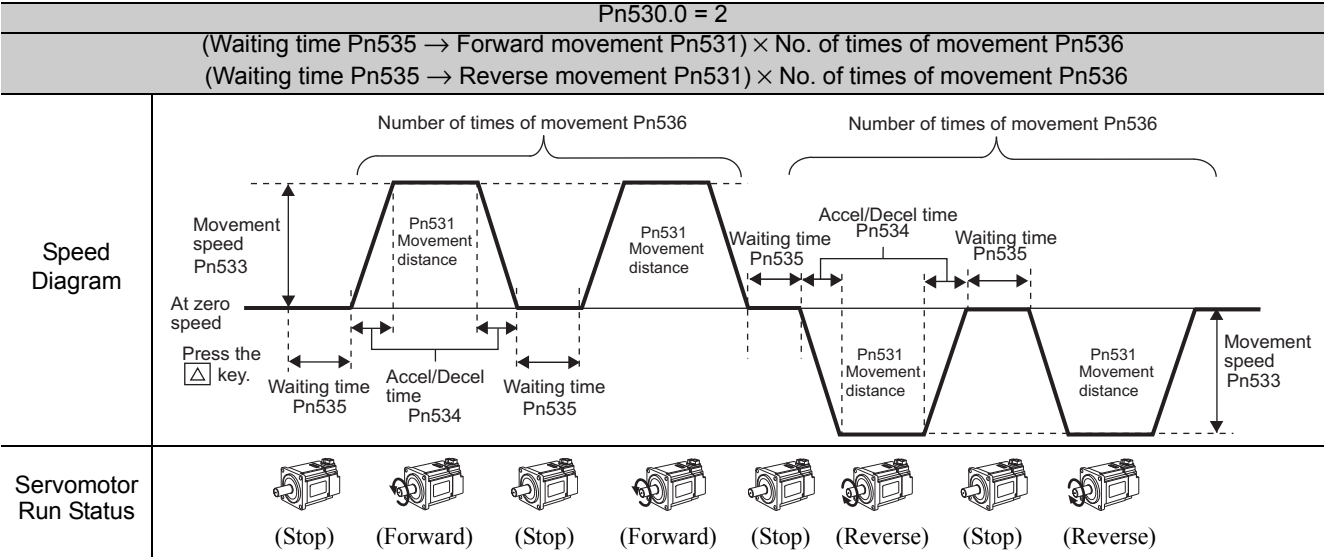 Pn530.0 = 2
(Waiting time Pn535 → Forward movement Pn531) × No. of times of movement Pn536
(Waiting time Pn535 → Reverse movement Pn531) × No. of times of movement Pn536
Speed
Diagram
Number of times of movement Pn536
Number of times of movement Pn536
Movement
speed
Pn533
Pn531
Movement
distance
Pn531
Movement
distance
Waiting time
Pn535
Accel/Decel time
Pn534
Waiting time
Pn535
At zero
speed
Press the
△ key.
Waiting time
Pn535
Accel/Decel
time
Pn534
Waiting time
Pn535
Pn531
Movement
distance
Pn531
Movement
distance
Movement
speed
Pn533
Servomotor
Run Status
(Stop) (Forward) (Stop) (Forward) (Stop) (Reverse) (Stop) (Reverse)